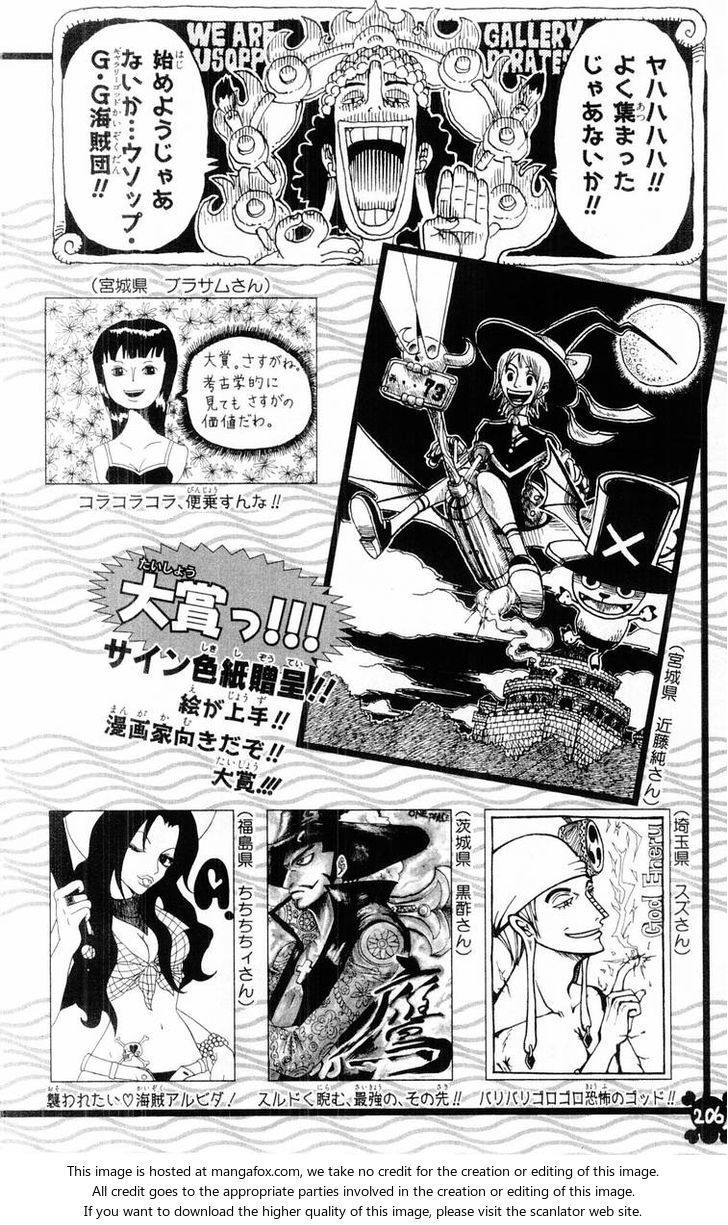 WE ARE
USOPP
GALLERY
PIRATES
ヤハハハハ!!
よく集まった
じゃあないか!!
始めようじゃあ
ないか…ウソップ・
G・G海賊団!!
(宮城県 ブラサムさん)
大賞。さすがね。
考古学的に
見てもさすがの
価値だわ。
コラコラコラ、便乗すんな!!
73
(宮城県 近藤純さん)
大賞っ!!!
サイン色紙贈呈!!
絵が上手!!
漫画家向きだぞ!!
大賞!!!
A.
(福島県 ちちちちィさん)
襲われたい♡海賊アルビダ!
ONE PIECE
鷹
(茨城県 黒酢さん)
スルドく睨む、最強の、その先!!
God Eneru
(埼玉県 スズさん)
バリバリゴロゴロ恐怖のゴッド!!
206
This image is hosted at mangafox.com, we take no credit for the creation or editing of this image.
All credit goes to the appropriate parties involved in the creation or editing of this image.
If you want to download the higher quality of this image, please visit the scanlator web site.